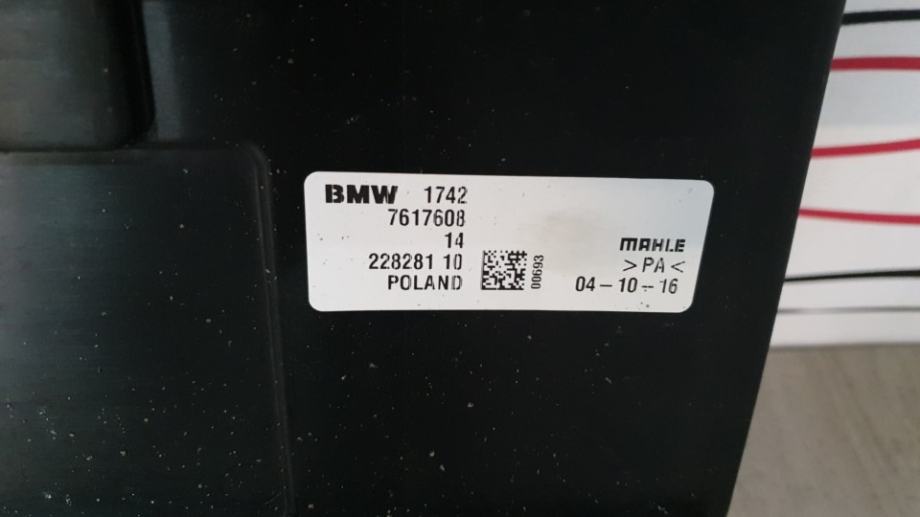 BMW 1742
7617608
14
228281 10
POLAND
00693
MAHLE
>PA<
04-10-16